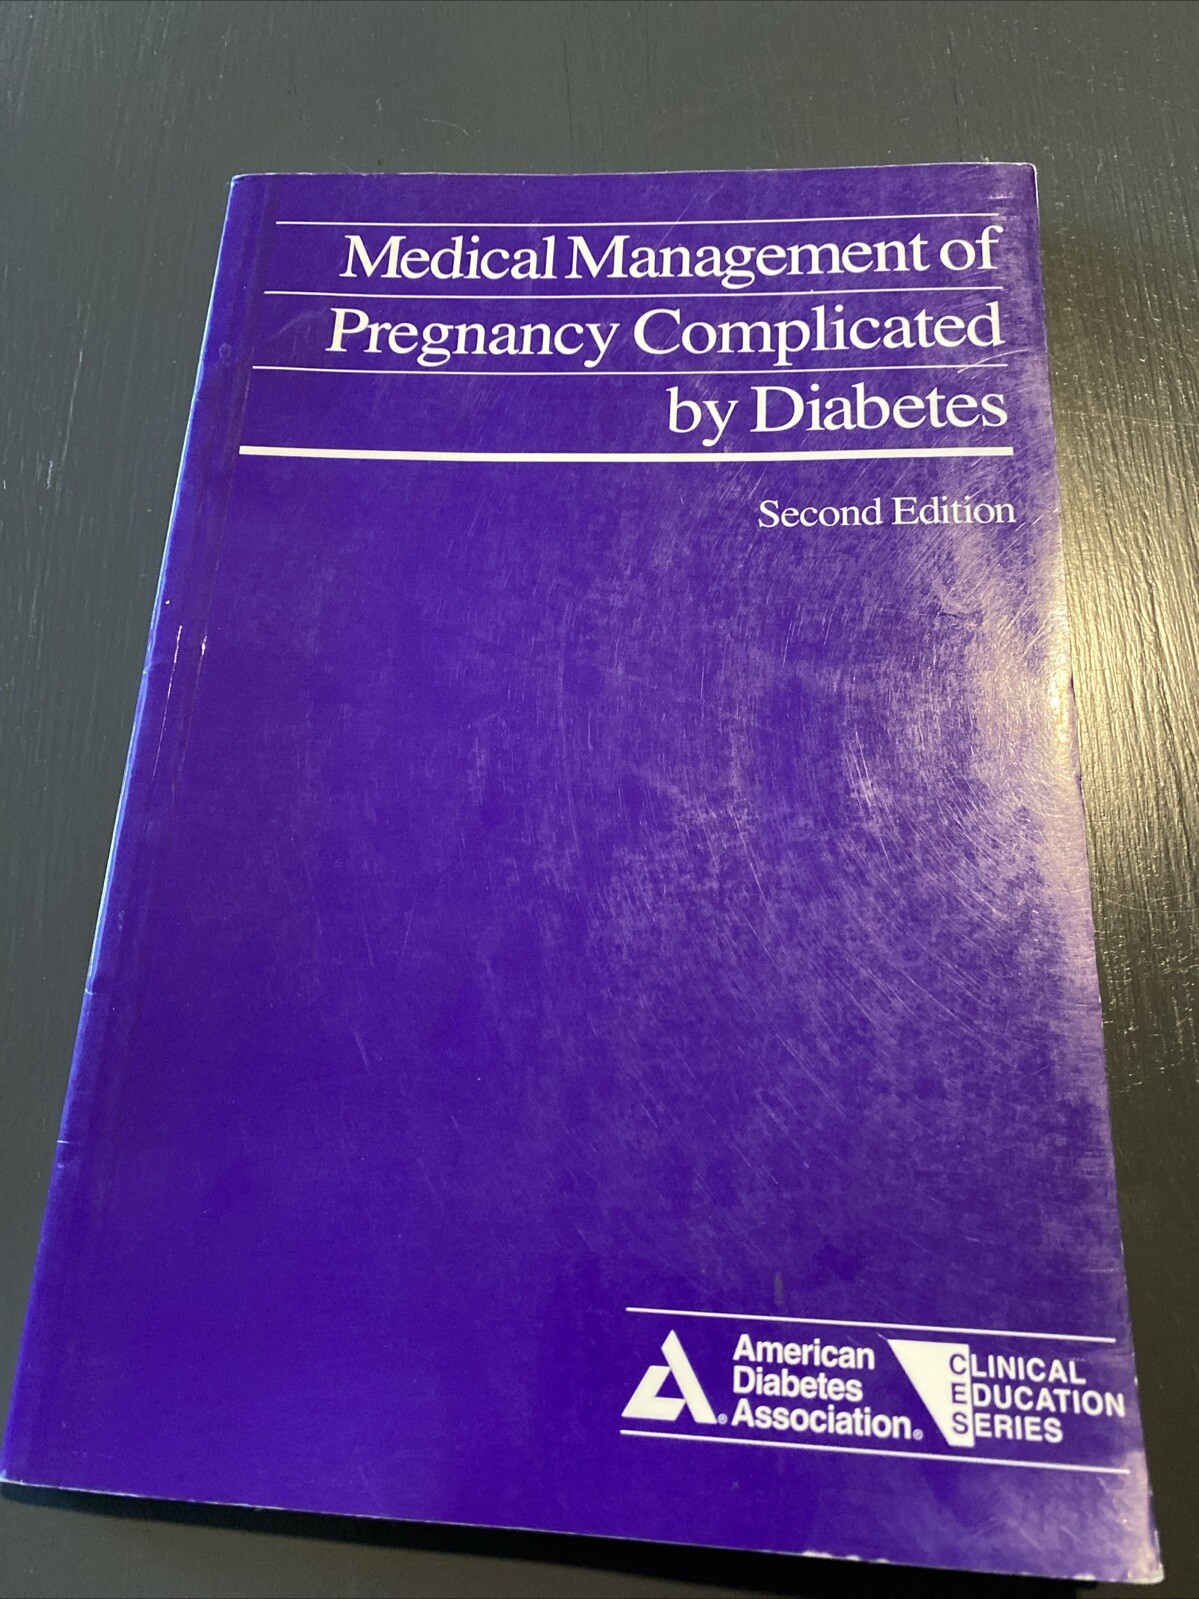 Medical Management of
Pregnancy Complicated
by Diabetes
Second Edition
American
Diabetes
Association®
CLINICAL
EDUCATION
SERIES